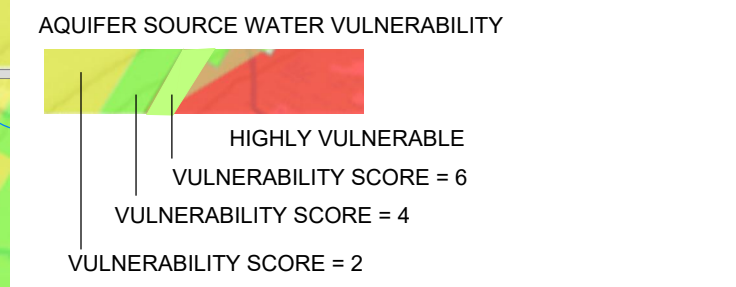 AQUIFER SOURCE WATER VULNERABILITY
HIGHLY VULNERABLE
VULNERABILITY SCORE = 6
VULNERABILITY SCORE = 4
VULNERABILITY SCORE = 2